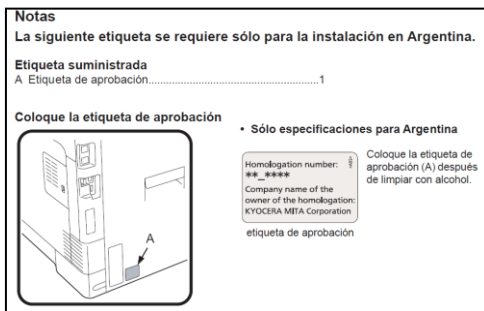 Notas
La siguiente etiqueta se requiere sólo para la instalación en Argentina.
Etiqueta suministrada
A Etiqueta de aprobación......................................................1
Coloque la etiqueta de aprobación
A
• Sólo especificaciones para Argentina
Homologation number:
**_****
Company name of the
owner of the homologation:
KYOCERA MITA Corporation
etiqueta de aprobación
Coloque la etiqueta de
aprobación (A) después
de limpiar con alcohol.